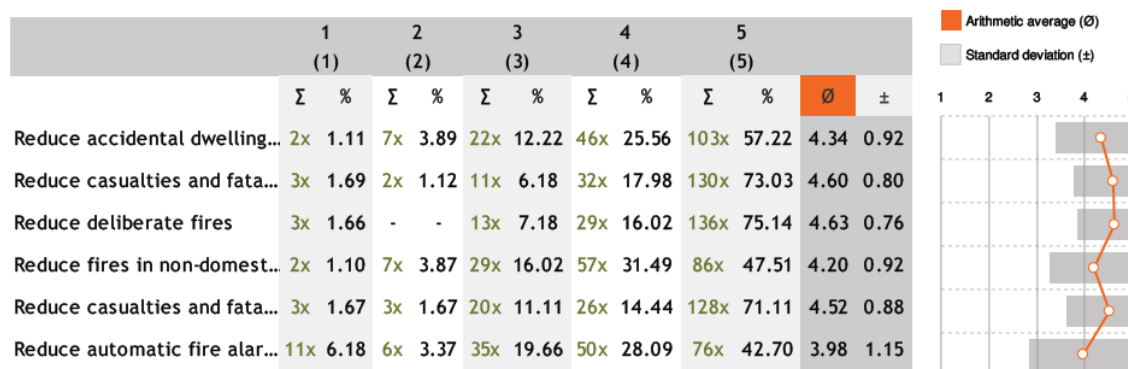 Arithmetic average (Ø)
Standard deviation (±)
1 2 3 4 5
(1) (2) (3) (4) (5)
Σ % Σ % Σ % Σ % Σ % Ø ±
1 2 3 4
Reduce accidental dwelling... 2x 1.11 7x 3.89 22x 12.22 46x 25.56 103x 57.22 4.34 0.92
Reduce casualties and fata... 3x 1.69 2x 1.12 11x 6.18 32x 17.98 130x 73.03 4.60 0.80
Reduce deliberate fires 3x 1.66 - - 13x 7.18 29x 16.02 136x 75.14 4.63 0.76
Reduce fires in non-domest... 2x 1.10 7x 3.87 29x 16.02 57x 31.49 86x 47.51 4.20 0.92
Reduce casualties and fata... 3x 1.67 3x 1.67 20x 11.11 26x 14.44 128x 71.11 4.52 0.88
Reduce automatic fire alar... 11x 6.18 6x 3.37 35x 19.66 50x 28.09 76x 42.70 3.98 1.15